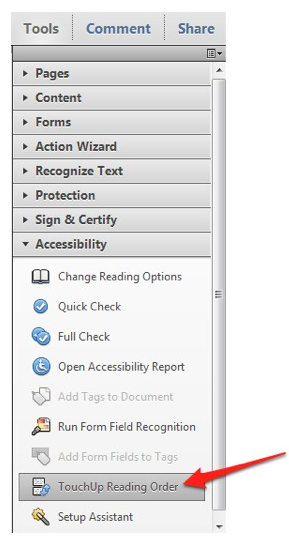 Tools Comment Share
Pages
Content
Forms
Action Wizard
Recognize Text
Protection
Sign & Certify
Accessibility
Change Reading Options
Quick Check
Full Check
Open Accessibility Report
Add Tags to Document
Run Form Field Recognition
Add Form Fields to Tags
TouchUp Reading Order
Setup Assistant